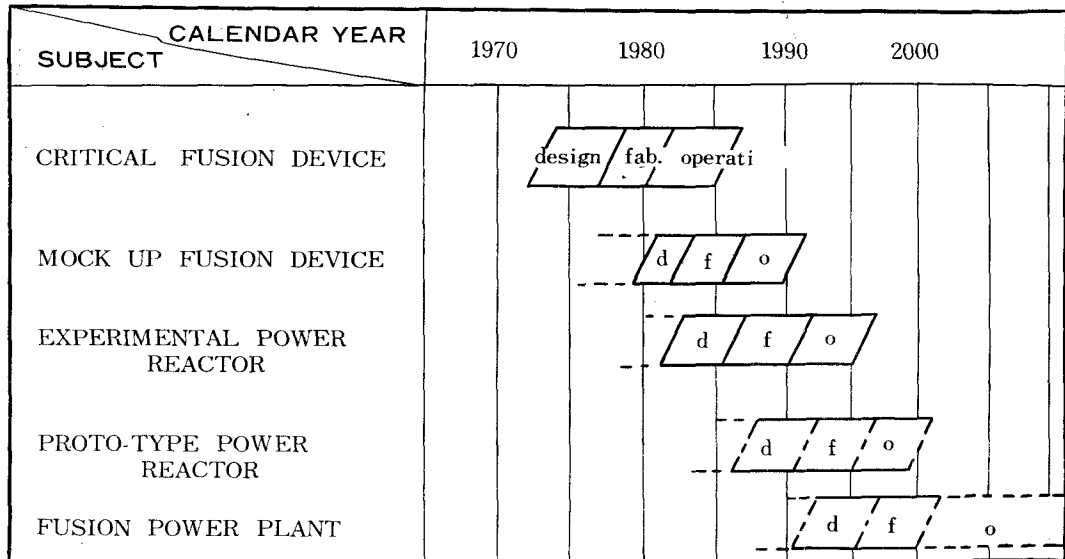 CALENDAR YEAR
SUBJECT
1970 1980 1990 2000
CRITICAL FUSION DEVICE
design fab. operati
MOCK UP FUSION DEVICE
d f o
EXPERIMENTAL POWER
REACTOR
d f o
PROTO-TYPE POWER
REACTOR
d f o
FUSION POWER PLANT
d f o